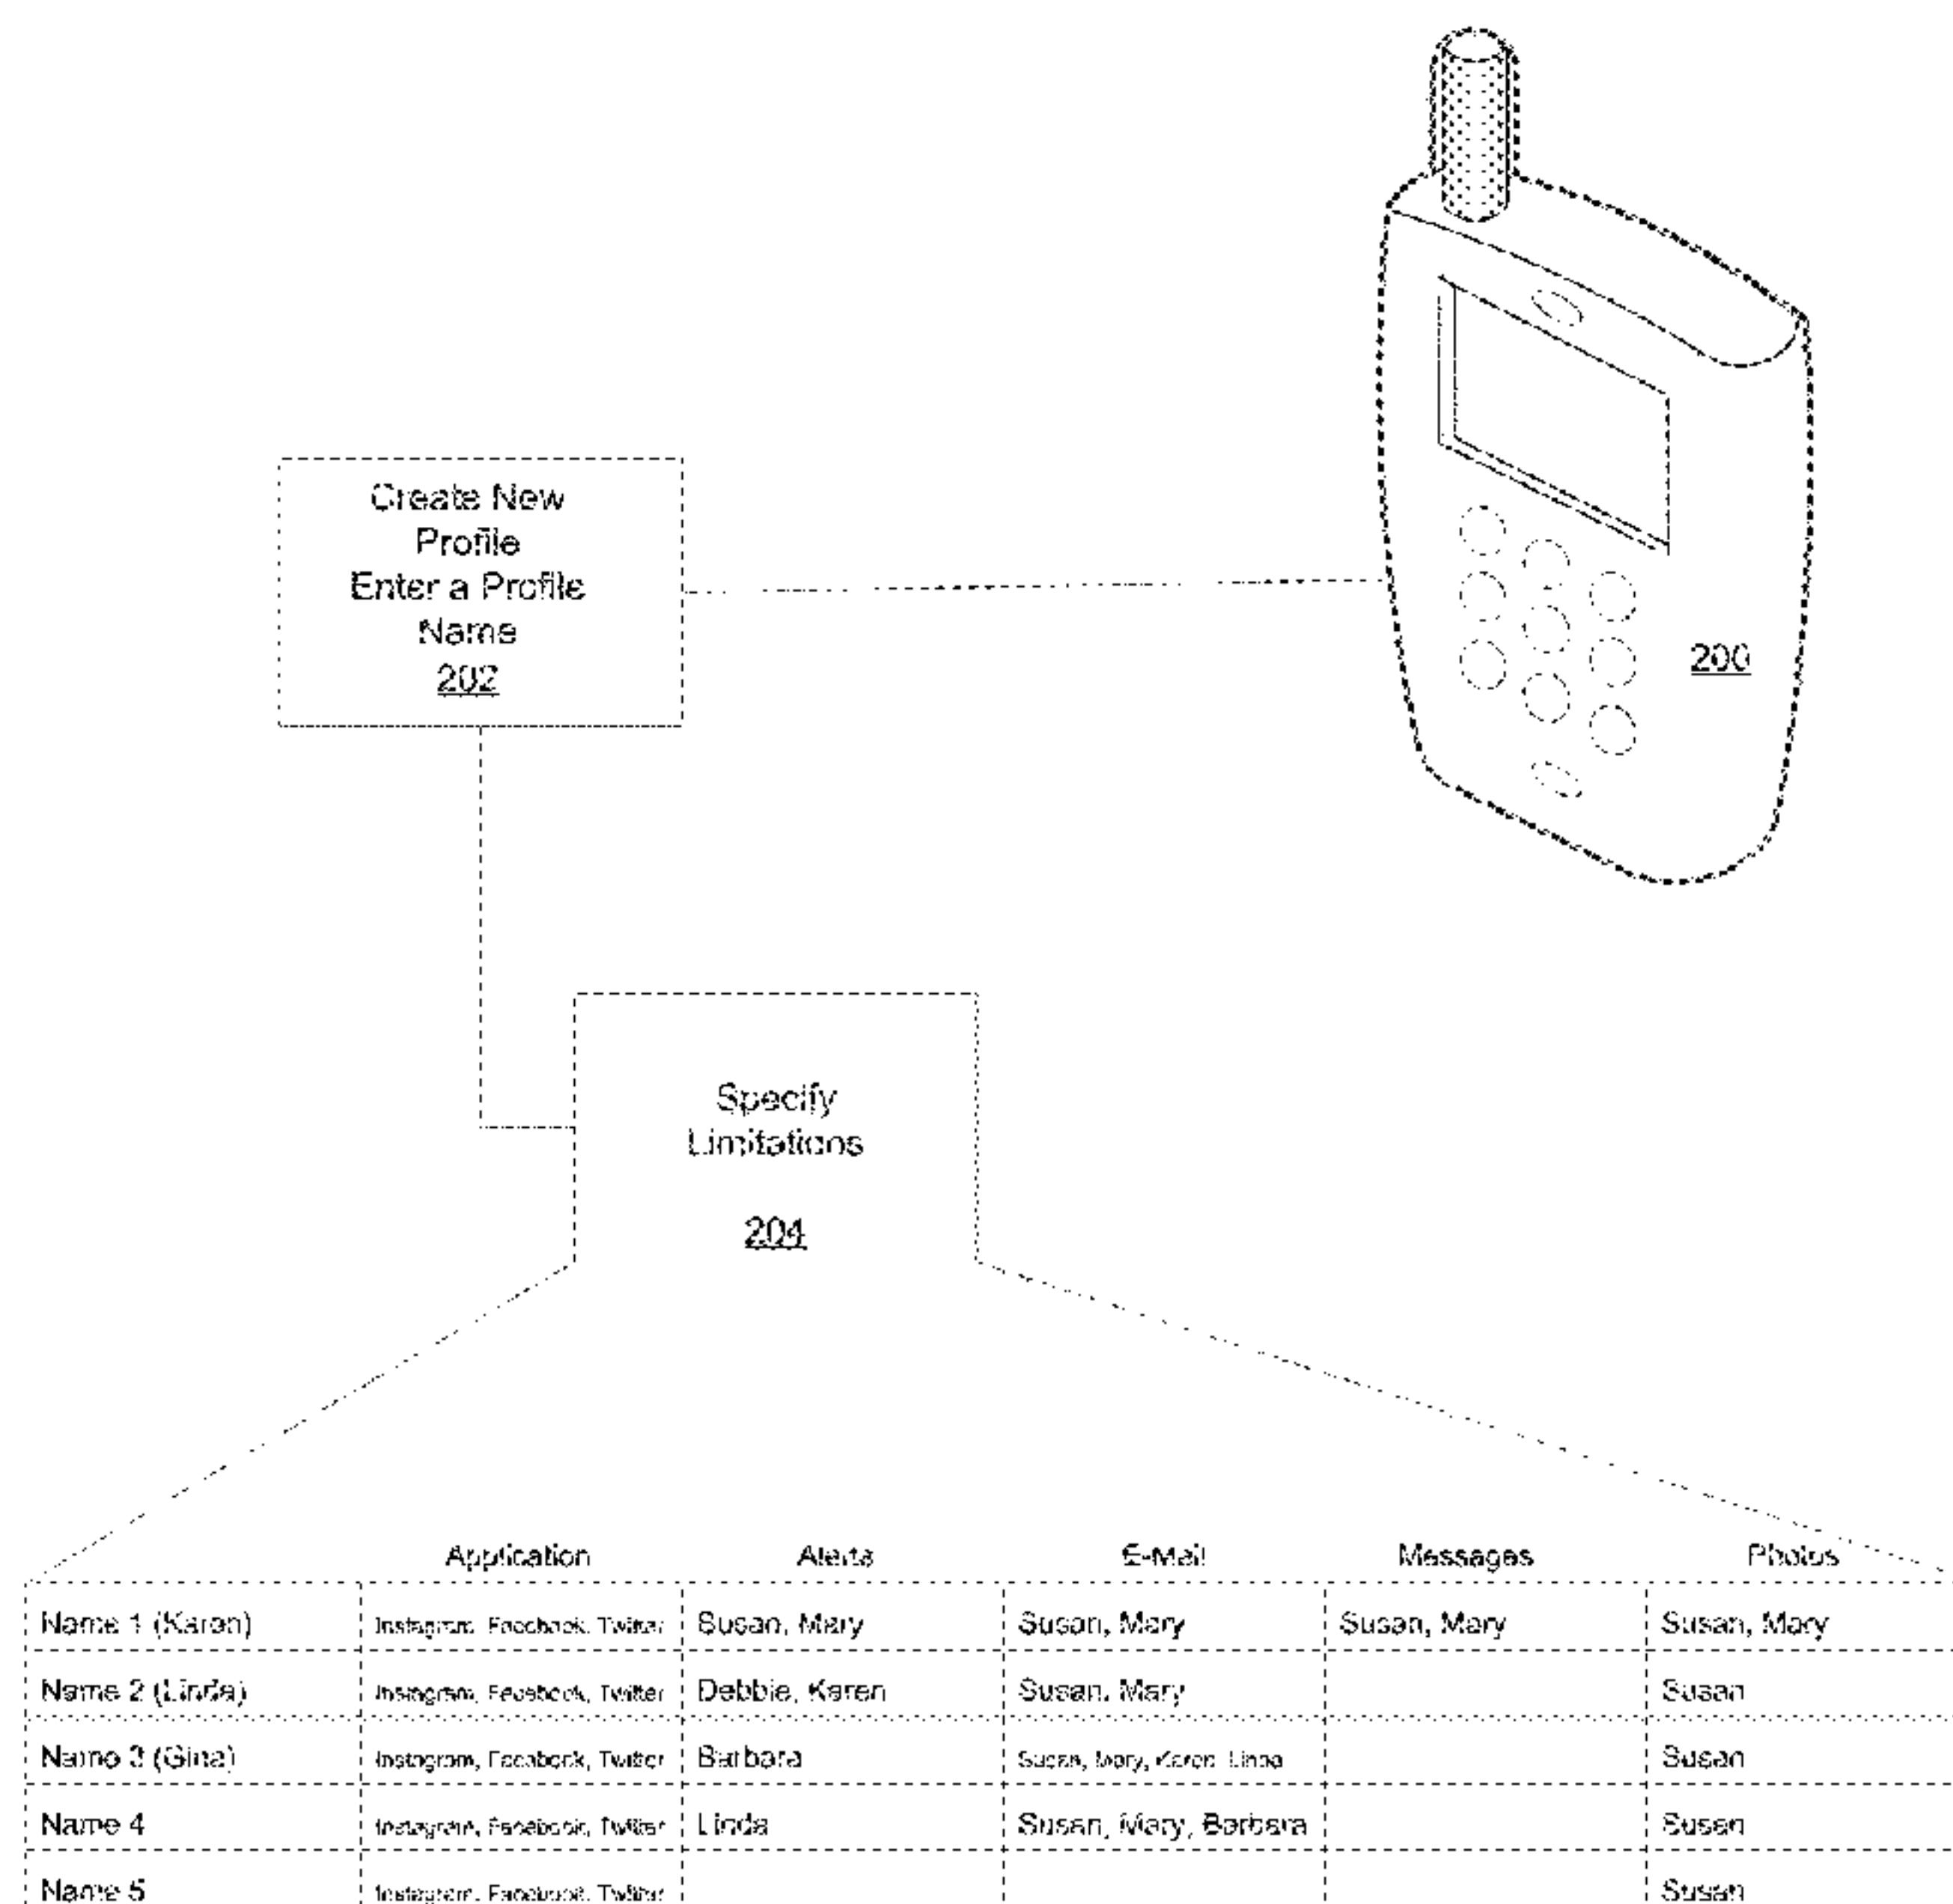 Create New
Profile
Enter a Profile
Name
202
200
Specify
Limitations
204
Application Alerts E-Mail Messages Photos
Name 1 (Karen) Instagram, Facebook, Twitter Susan, Mary Susan, Mary Susan, Mary Susan, Mary
Name 2 (Linda) Instagram, Facebook, Twitter Debbie, Karen Susan, Mary Susan
Name 3 (Gina) Instagram, Facebook, Twitter Barbara Susan, Mary, Karen, Linda Susan
Name 4 Instagram, Facebook, Twitter Linda Susan, Mary, Barbara Susan
Name 5 Instagram, Facebook, Twitter Susan